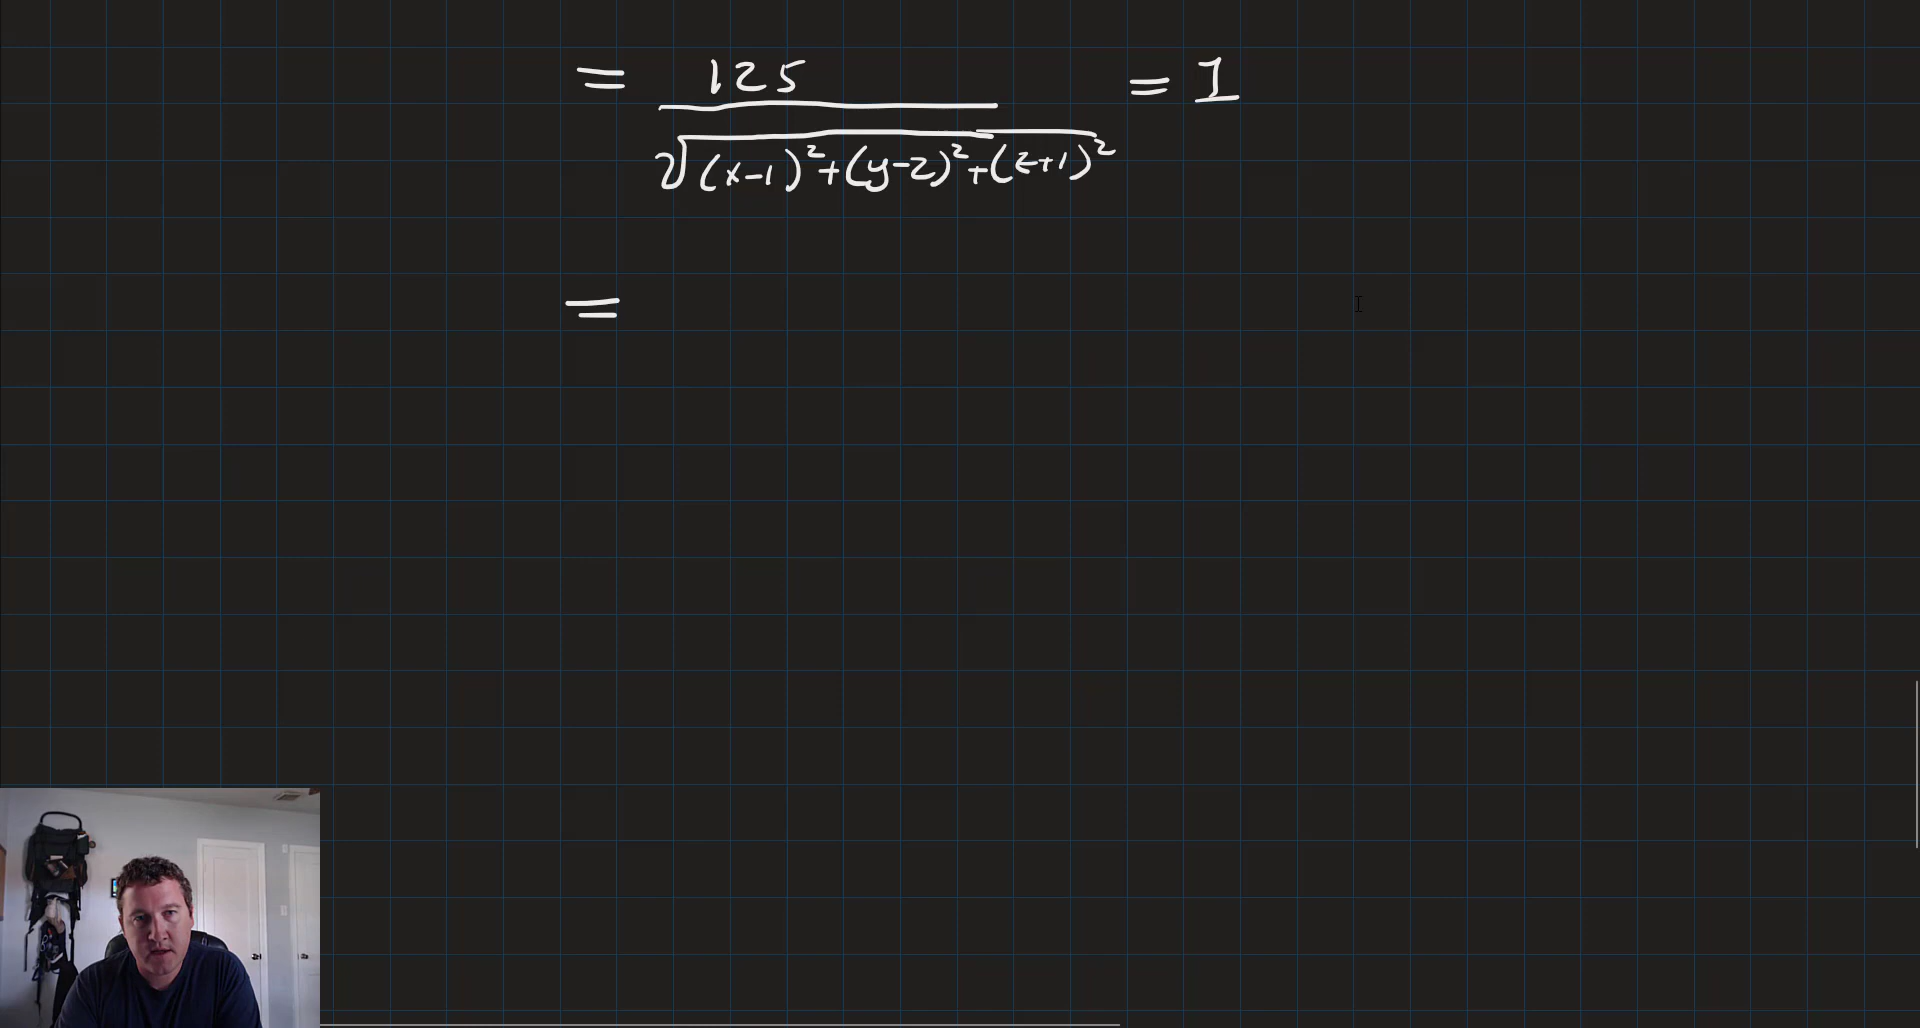 = 125 / √((x-1)²+(y-2)²+(z+1)²) = 1
=